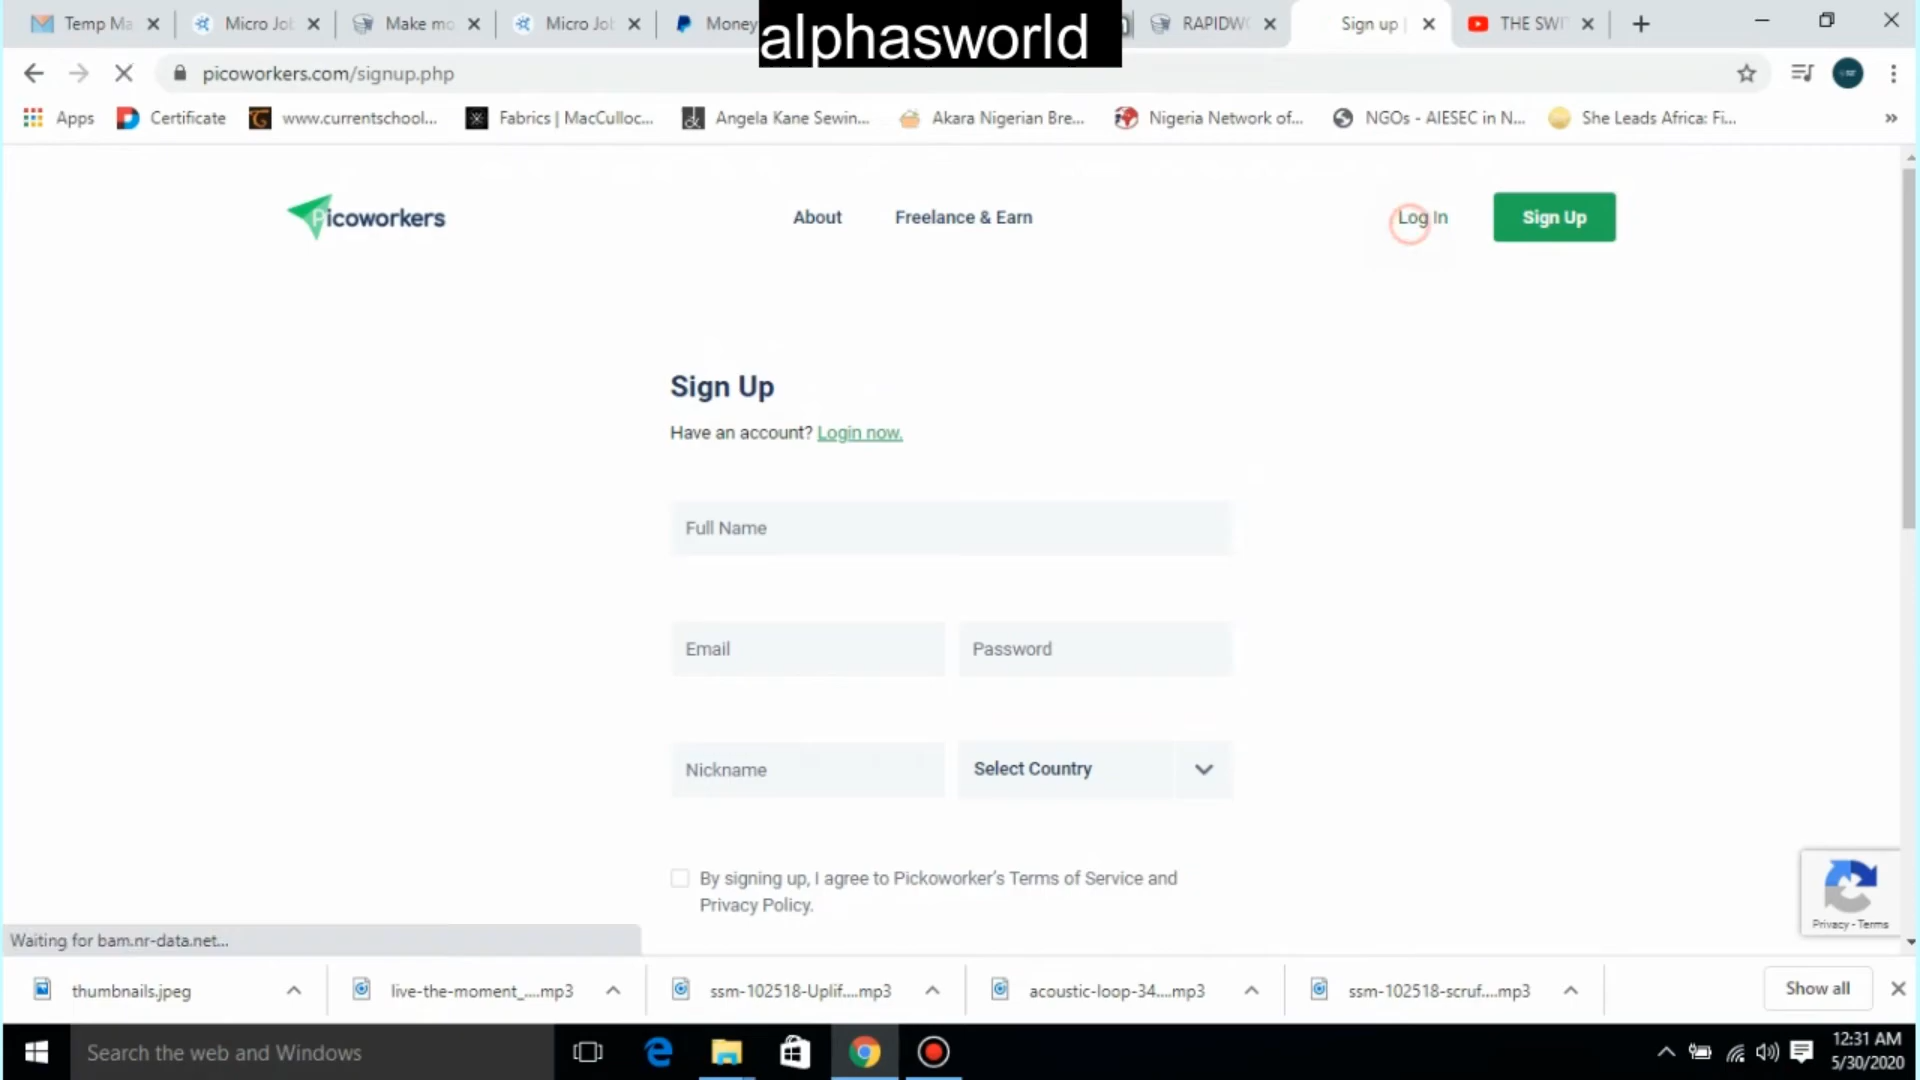 Temp Ma
Micro Jol
Make mo
Micro Jol
Money
alphasworld
RAPIDW
Sign up |
THE SWI
picoworkers.com/signup.php
Apps
Certificate
www.currentschool...
Fabrics | MacCulloc...
Angela Kane Sewin...
Akara Nigerian Bre...
Nigeria Network of...
NGOs - AIESEC in N...
She Leads Africa: Fi...
Picoworkers
About
Freelance & Earn
Log In
Sign Up
Sign Up
Have an account? Login now.
Full Name
Email
Password
Nickname
Select Country
By signing up, I agree to Pickoworker's Terms of Service and
Privacy Policy.
Privacy - Terms
Waiting for bam.nr-data.net...
thumbnails.jpeg
live-the-moment_....mp3
ssm-102518-Uplif....mp3
acoustic-loop-34....mp3
ssm-102518-scruf....mp3
Show all
Search the web and Windows
12:31 AM
5/30/2020